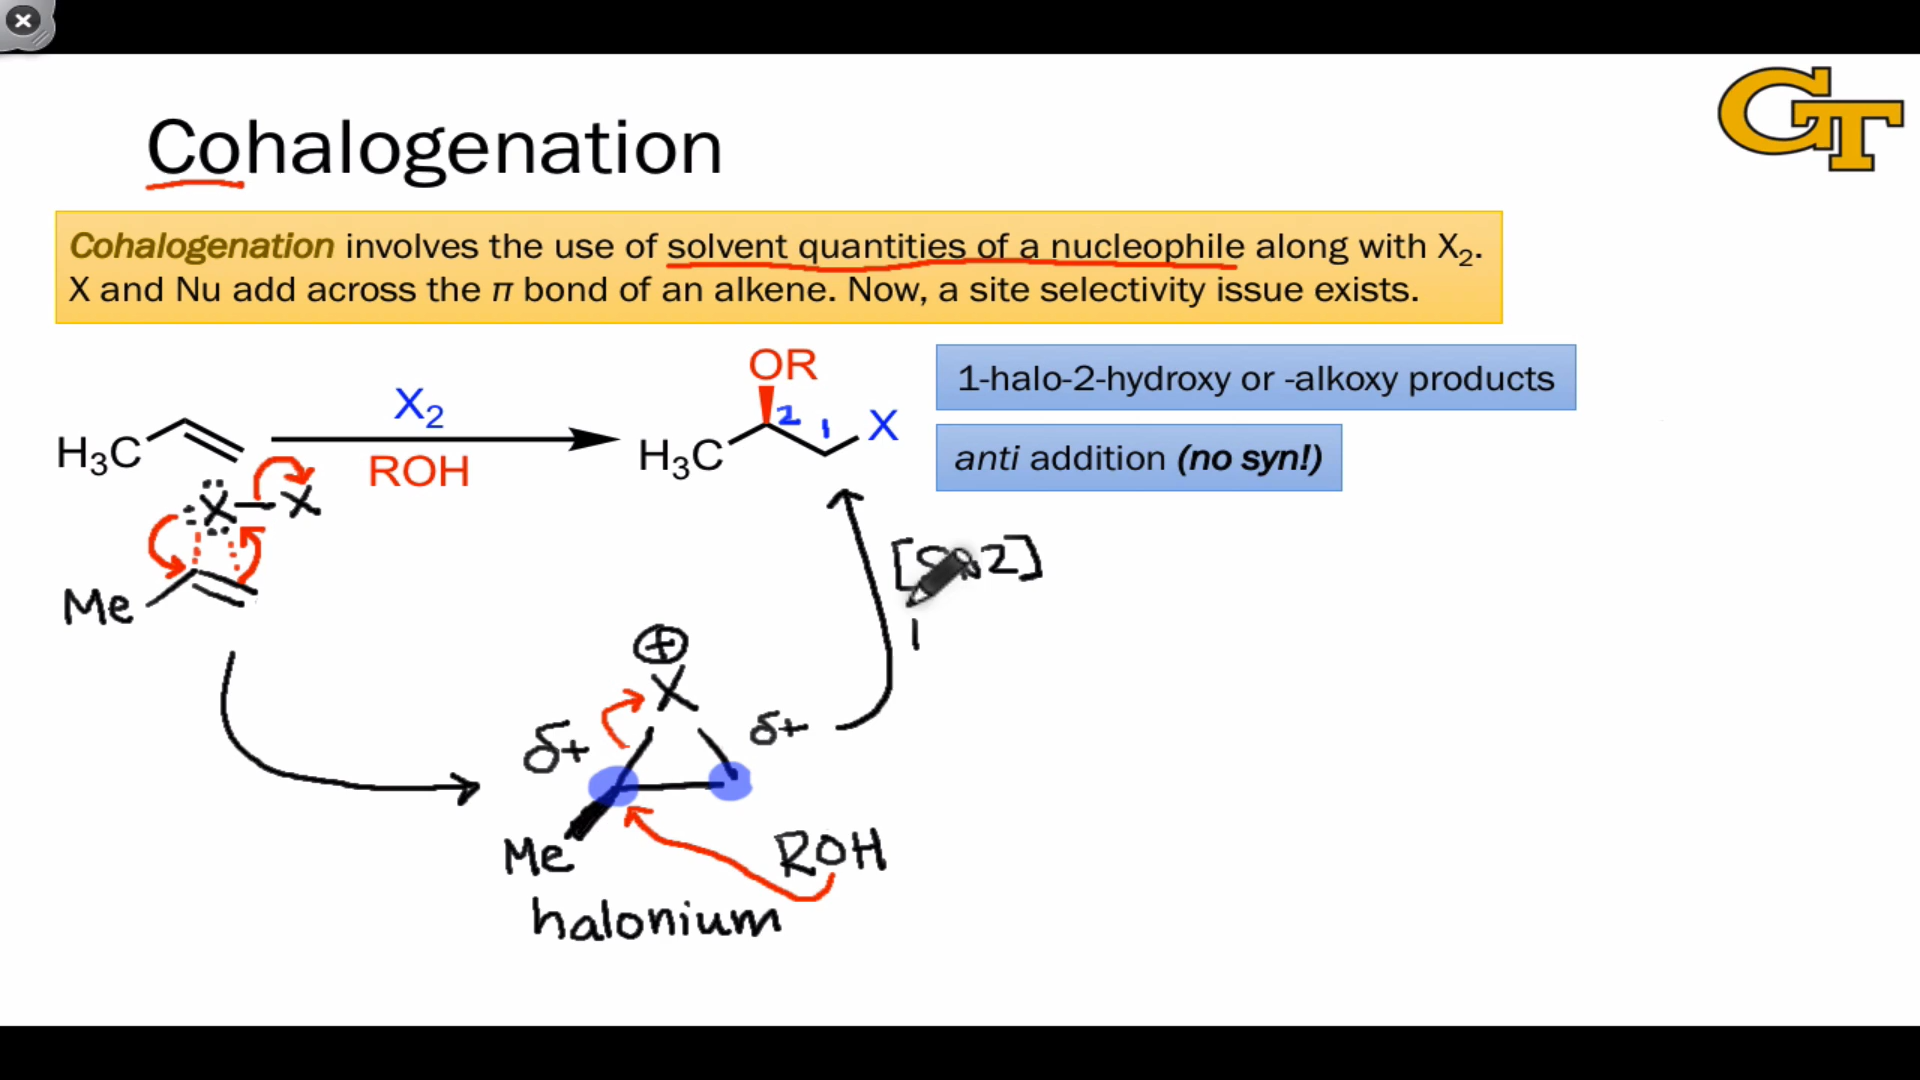 GT
Cohalogenation
Cohalogenation involves the use of solvent quantities of a nucleophile along with X₂.
X and Nu add across the π bond of an alkene. Now, a site selectivity issue exists.
H₃C
X₂
ROH
OR
2
1
X
H₃C
1-halo-2-hydroxy or -alkoxy products
anti addition (no syn!)
X—X
Me
2]
1
⊕
X
δ+
δ+
Me
ROH
halonium